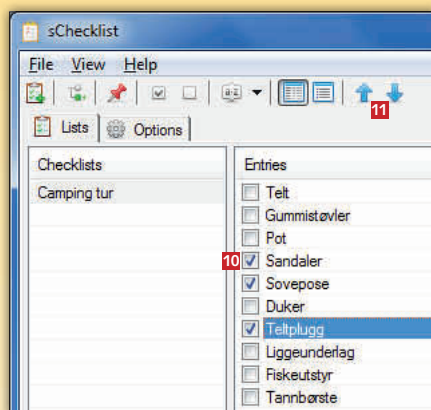 sChecklist
File View Help
a-z
11
Lists Options
Checklists Entries
Camping tur Telt
Gummistøvler
Pot
10 Sandaler
Sovepose
Duker
Teltplugg
Liggeunderlag
Fiskeutstyr
Tannbørste